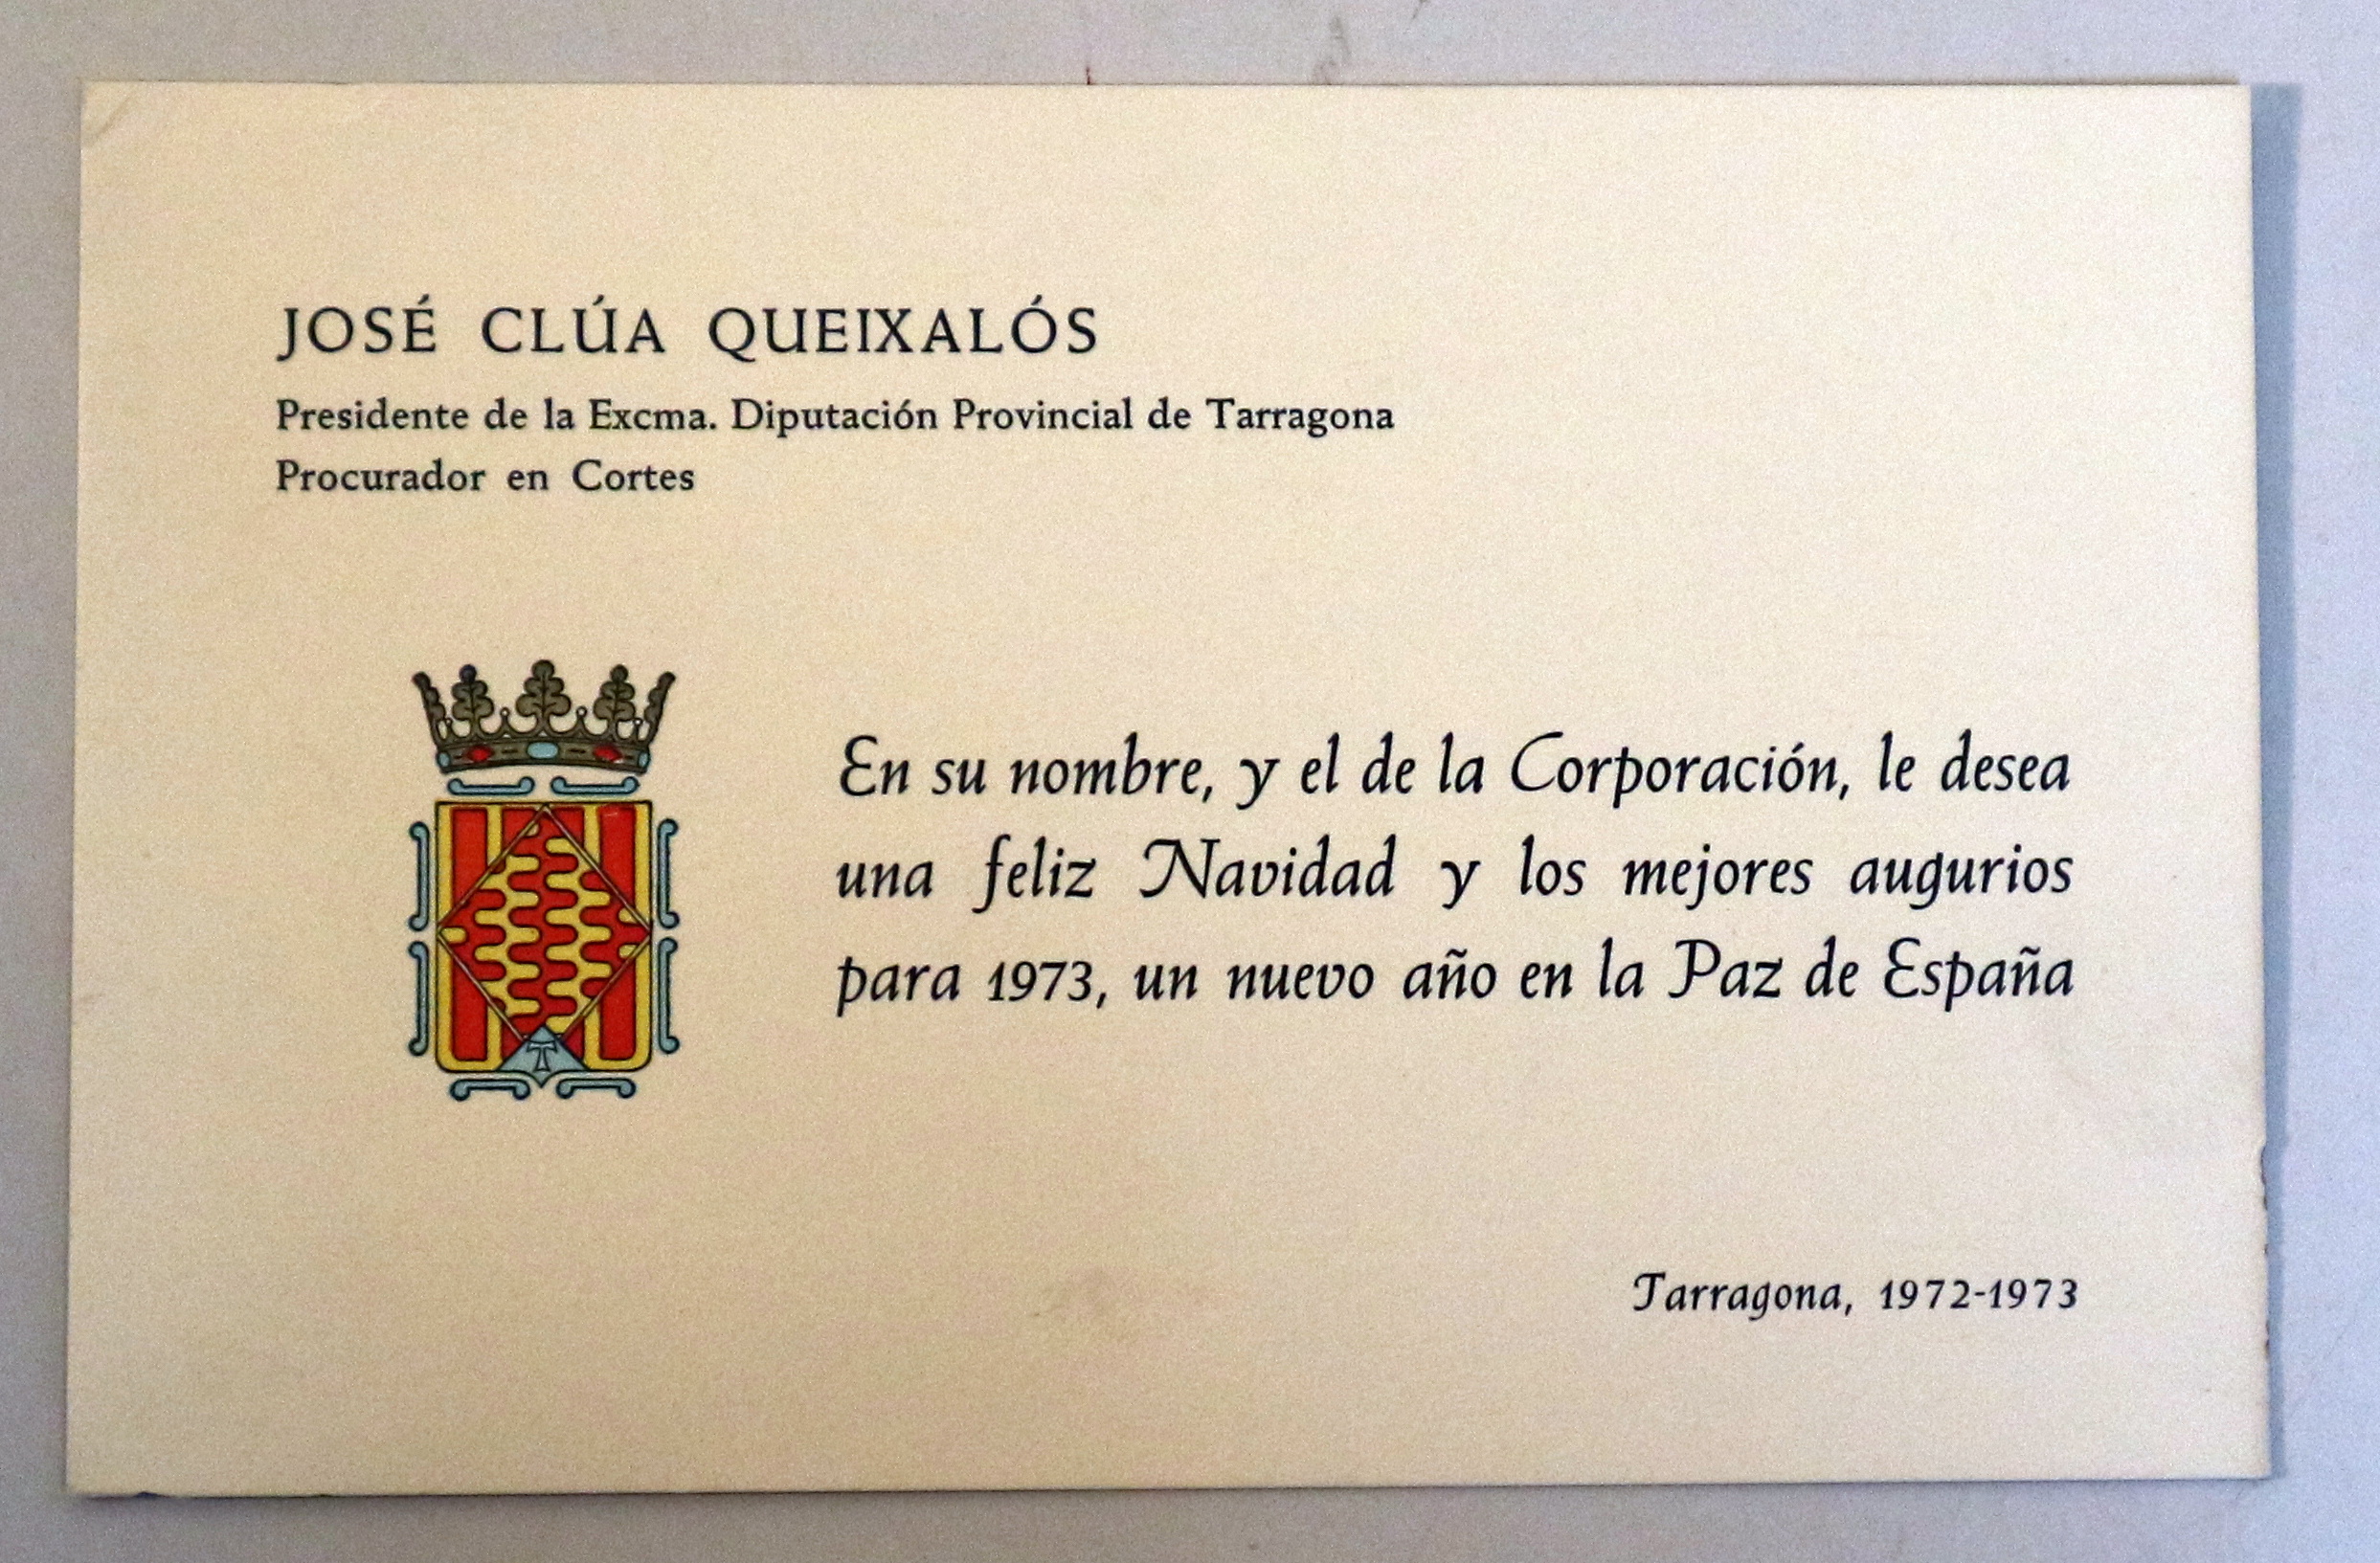 JOSÉ CLÚA QUEIXALÓS
Presidente de la Excma. Diputación Provincial de Tarragona
Procurador en Cortes
En su nombre, y el de la Corporación, le desea
una feliz Navidad y los mejores augurios
para 1973, un nuevo año en la Paz de España
T
Tarragona, 1972-1973